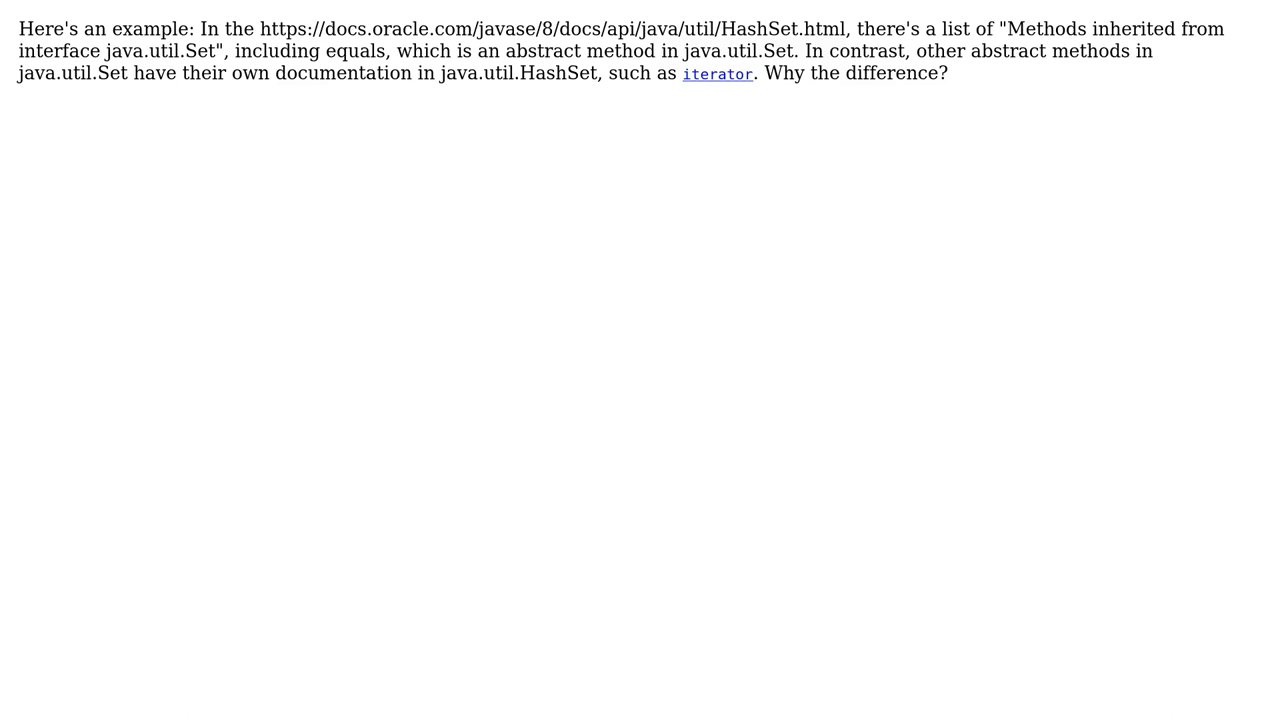 Here's an example: In the https://docs.oracle.com/javase/8/docs/api/java/util/HashSet.html, there's a list of "Methods inherited from
interface java.util.Set", including equals, which is an abstract method in java.util.Set. In contrast, other abstract methods in
java.util.Set have their own documentation in java.util.HashSet, such as iterator. Why the difference?